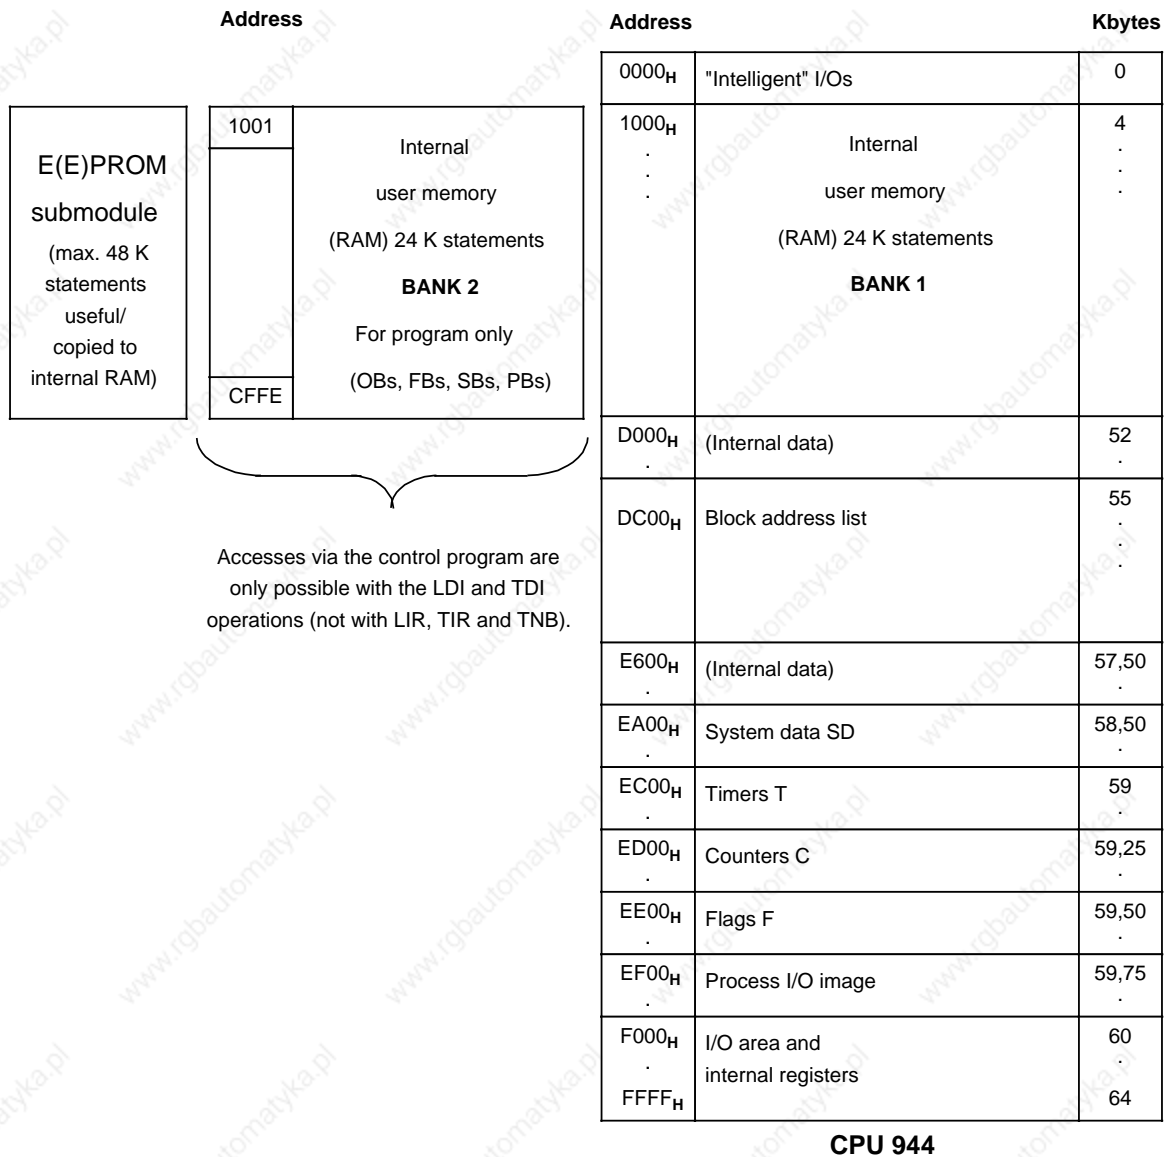 Address
Address Kbytes
0000H "Intelligent" I/Os 0
E(E)PROM
submodule
(max. 48 K
statements
useful/
copied to
internal RAM)
1001
CFFE
Internal
user memory
(RAM) 24 K statements
BANK 2
For program only
(OBs, FBs, SBs, PBs)
1000H 4
.
.
.
Internal
user memory
(RAM) 24 K statements
BANK 1
Accesses via the control program are
only possible with the LDI and TDI
operations (not with LIR, TIR and TNB).
D000H (Internal data) 52
.
DC00H Block address list 55
.
.
.
E600H (Internal data) 57,50
.
EA00H System data SD 58,50
.
EC00H Timers T 59
.
ED00H Counters C 59,25
.
EE00H Flags F 59,50
.
EF00H Process I/O image 59,75
.
F000H I/O area and 60
. internal registers .
FFFFH 64
CPU 944
www.rgbautomatyka.pl